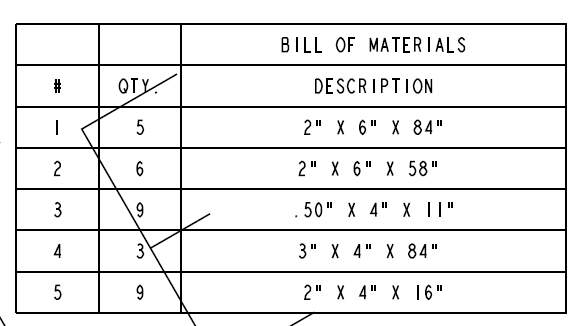 BILL OF MATERIALS
# QTY. DESCRIPTION
1 5 2" X 6" X 84"
2 6 2" X 6" X 58"
3 9 .50" X 4" X 11"
4 3 3" X 4" X 84"
5 9 2" X 4" X 16"